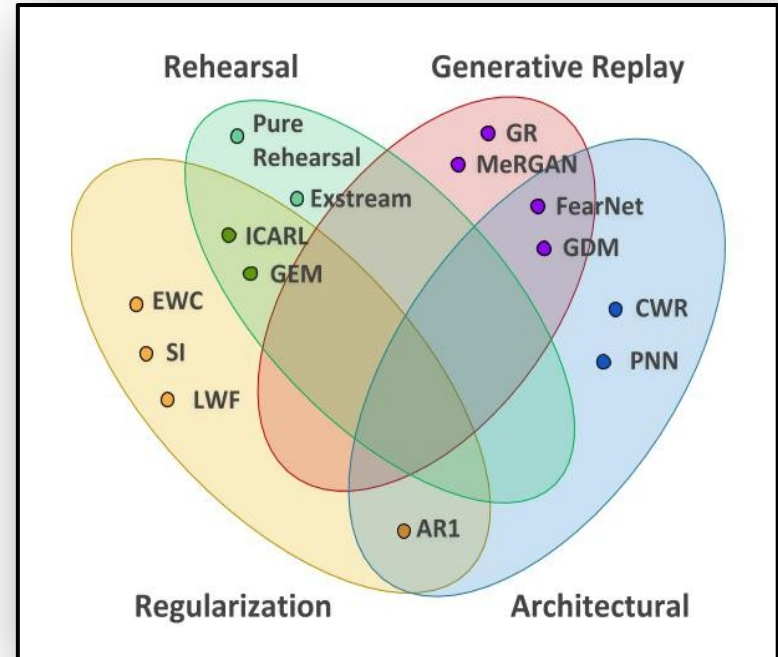 Rehearsal
Generative Replay
Pure
Rehearsal
GR
MeRGAN
Exstream
FearNet
ICARL
GDM
GEM
EWC
CWR
SI
PNN
LWF
AR1
Regularization
Architectural